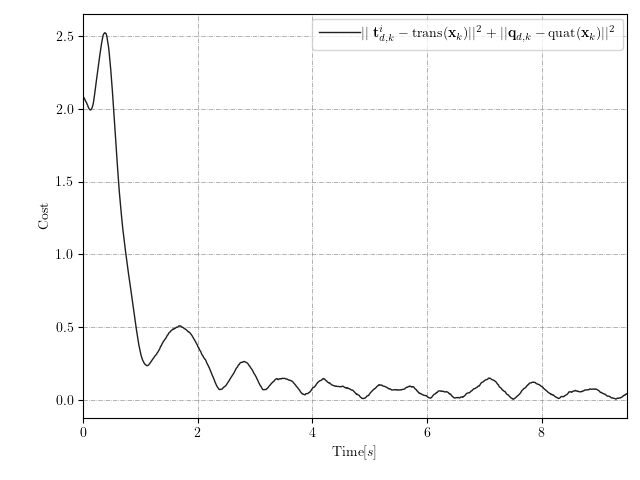 || t^i_{d,k} − trans(x_k)||² + ||q_{d,k} − quat(x_k)||²
Cost
2.5
2.0
1.5
1.0
0.5
0.0
0 2 4 6 8
Time[s]